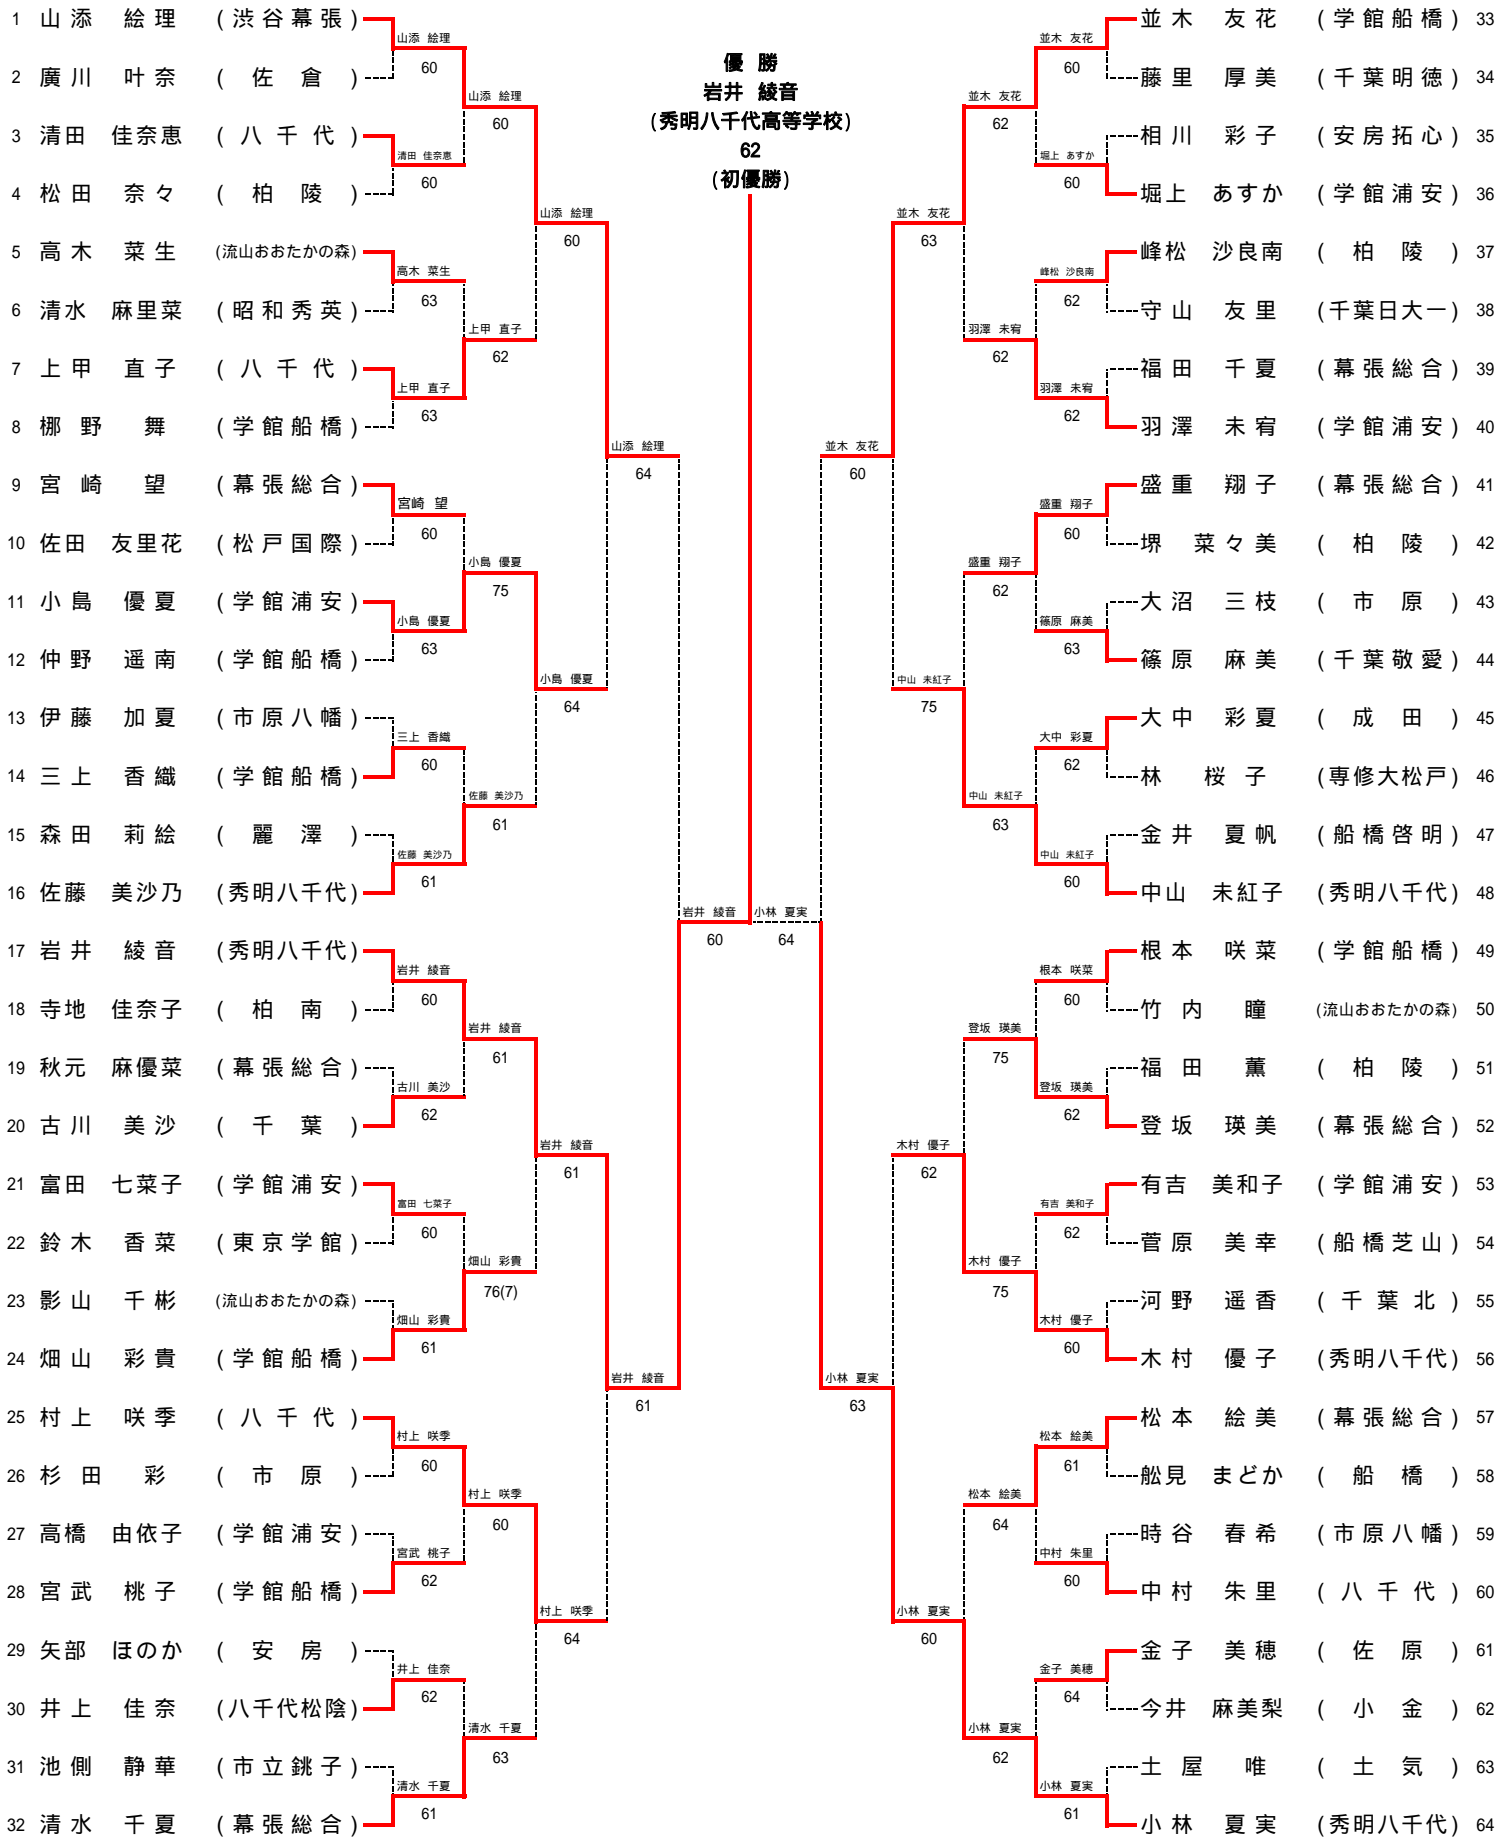 優 勝
岩井 綾音
(秀明八千代高等学校)
62
(初優勝)
1 山添 絵理 (渋谷幕張)
2 廣川 叶奈 (佐倉)
3 清田 佳奈恵 (八千代)
4 松田 奈々 (柏陵)
5 高木 菜生 (流山おおたかの森)
6 清水 麻里菜 (昭和秀英)
7 上甲 直子 (八千代)
8 梛野 舞 (学館船橋)
9 宮崎 望 (幕張総合)
10 佐田 友里花 (松戸国際)
11 小島 優夏 (学館浦安)
12 仲野 遥南 (学館船橋)
13 伊藤 加夏 (市原八幡)
14 三上 香織 (学館船橋)
15 森田 莉絵 (麗澤)
16 佐藤 美沙乃 (秀明八千代)
17 岩井 綾音 (秀明八千代)
18 寺地 佳奈子 (柏南)
19 秋元 麻優菜 (幕張総合)
20 古川 美沙 (千葉)
21 富田 七菜子 (学館浦安)
22 鈴木 香菜 (東京学館)
23 影山 千彬 (流山おおたかの森)
24 畑山 彩貴 (学館船橋)
25 村上 咲季 (八千代)
26 杉田 彩 (市原)
27 高橋 由依子 (学館浦安)
28 宮武 桃子 (学館船橋)
29 矢部 ほのか (安房)
30 井上 佳奈 (八千代松陰)
31 池側 静華 (市立銚子)
32 清水 千夏 (幕張総合)
山添 絵理
60
清田 佳奈恵
60
高木 菜生
63
上甲 直子
63
宮崎 望
60
小島 優夏
63
三上 香織
60
佐藤 美沙乃
61
岩井 綾音
60
古川 美沙
62
富田 七菜子
60
畑山 彩貴
61
村上 咲季
60
宮武 桃子
62
井上 佳奈
62
清水 千夏
61
山添 絵理
60
上甲 直子
62
小島 優夏
75
佐藤 美沙乃
61
岩井 綾音
61
畑山 彩貴
76(7)
村上 咲季
60
清水 千夏
63
山添 絵理
60
小島 優夏
64
岩井 綾音
61
村上 咲季
64
山添 絵理
64
岩井 綾音
61
岩井 綾音
60
小林 夏実
64
並木 友花
60
小林 夏実
63
並木 友花
63
中山 未紅子
75
木村 優子
62
小林 夏実
60
並木 友花
62
羽澤 未宥
62
盛重 翔子
62
中山 未紅子
63
登坂 瑛美
75
木村 優子
75
松本 絵美
64
小林 夏実
62
並木 友花
60
堀上 あすか
60
峰松 沙良南
62
羽澤 未宥
62
盛重 翔子
60
篠原 麻美
63
大中 彩夏
62
中山 未紅子
60
根本 咲菜
60
登坂 瑛美
62
有吉 美和子
62
木村 優子
60
松本 絵美
61
中村 朱里
60
金子 美穂
64
小林 夏実
61
並木 友花 (学館船橋) 33
藤里 厚美 (千葉明徳) 34
相川 彩子 (安房拓心) 35
堀上 あすか (学館浦安) 36
峰松 沙良南 (柏陵) 37
守山 友里 (千葉日大一) 38
福田 千夏 (幕張総合) 39
羽澤 未宥 (学館浦安) 40
盛重 翔子 (幕張総合) 41
堺 菜々美 (柏陵) 42
大沼 三枝 (市原) 43
篠原 麻美 (千葉敬愛) 44
大中 彩夏 (成田) 45
林 桜子 (専修大松戸) 46
金井 夏帆 (船橋啓明) 47
中山 未紅子 (秀明八千代) 48
根本 咲菜 (学館船橋) 49
竹内 瞳 (流山おおたかの森) 50
福田 薫 (柏陵) 51
登坂 瑛美 (幕張総合) 52
有吉 美和子 (学館浦安) 53
菅原 美幸 (船橋芝山) 54
河野 遥香 (千葉北) 55
木村 優子 (秀明八千代) 56
松本 絵美 (幕張総合) 57
舩見 まどか (船橋) 58
時谷 春希 (市原八幡) 59
中村 朱里 (八千代) 60
金子 美穂 (佐原) 61
今井 麻美梨 (小金) 62
土屋 唯 (土気) 63
小林 夏実 (秀明八千代) 64